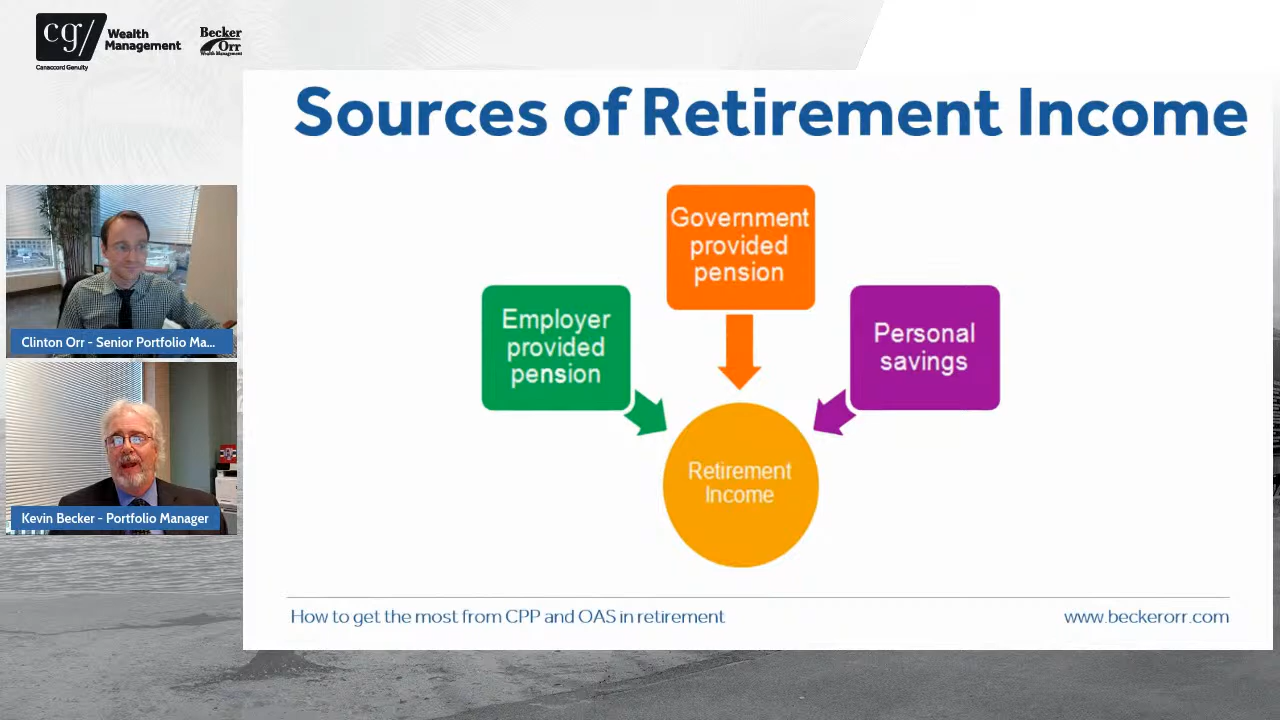 cg/ Wealth
Management
Canaccord Genuity
Becker
Orr
Wealth Management
Sources of Retirement Income
Government
provided
pension
Employer
provided
pension
Personal
savings
Retirement
Income
Clinton Orr - Senior Portfolio Ma...
Kevin Becker - Portfolio Manager
How to get the most from CPP and OAS in retirement
www.beckerorr.com